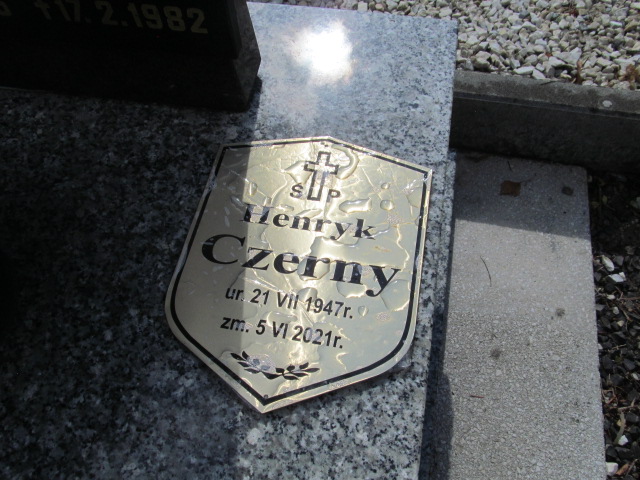 ✝17.2.1982
Ś P
Henryk
Czerny
ur. 21 VII 1947r.
zm. 5 VI 2021r.